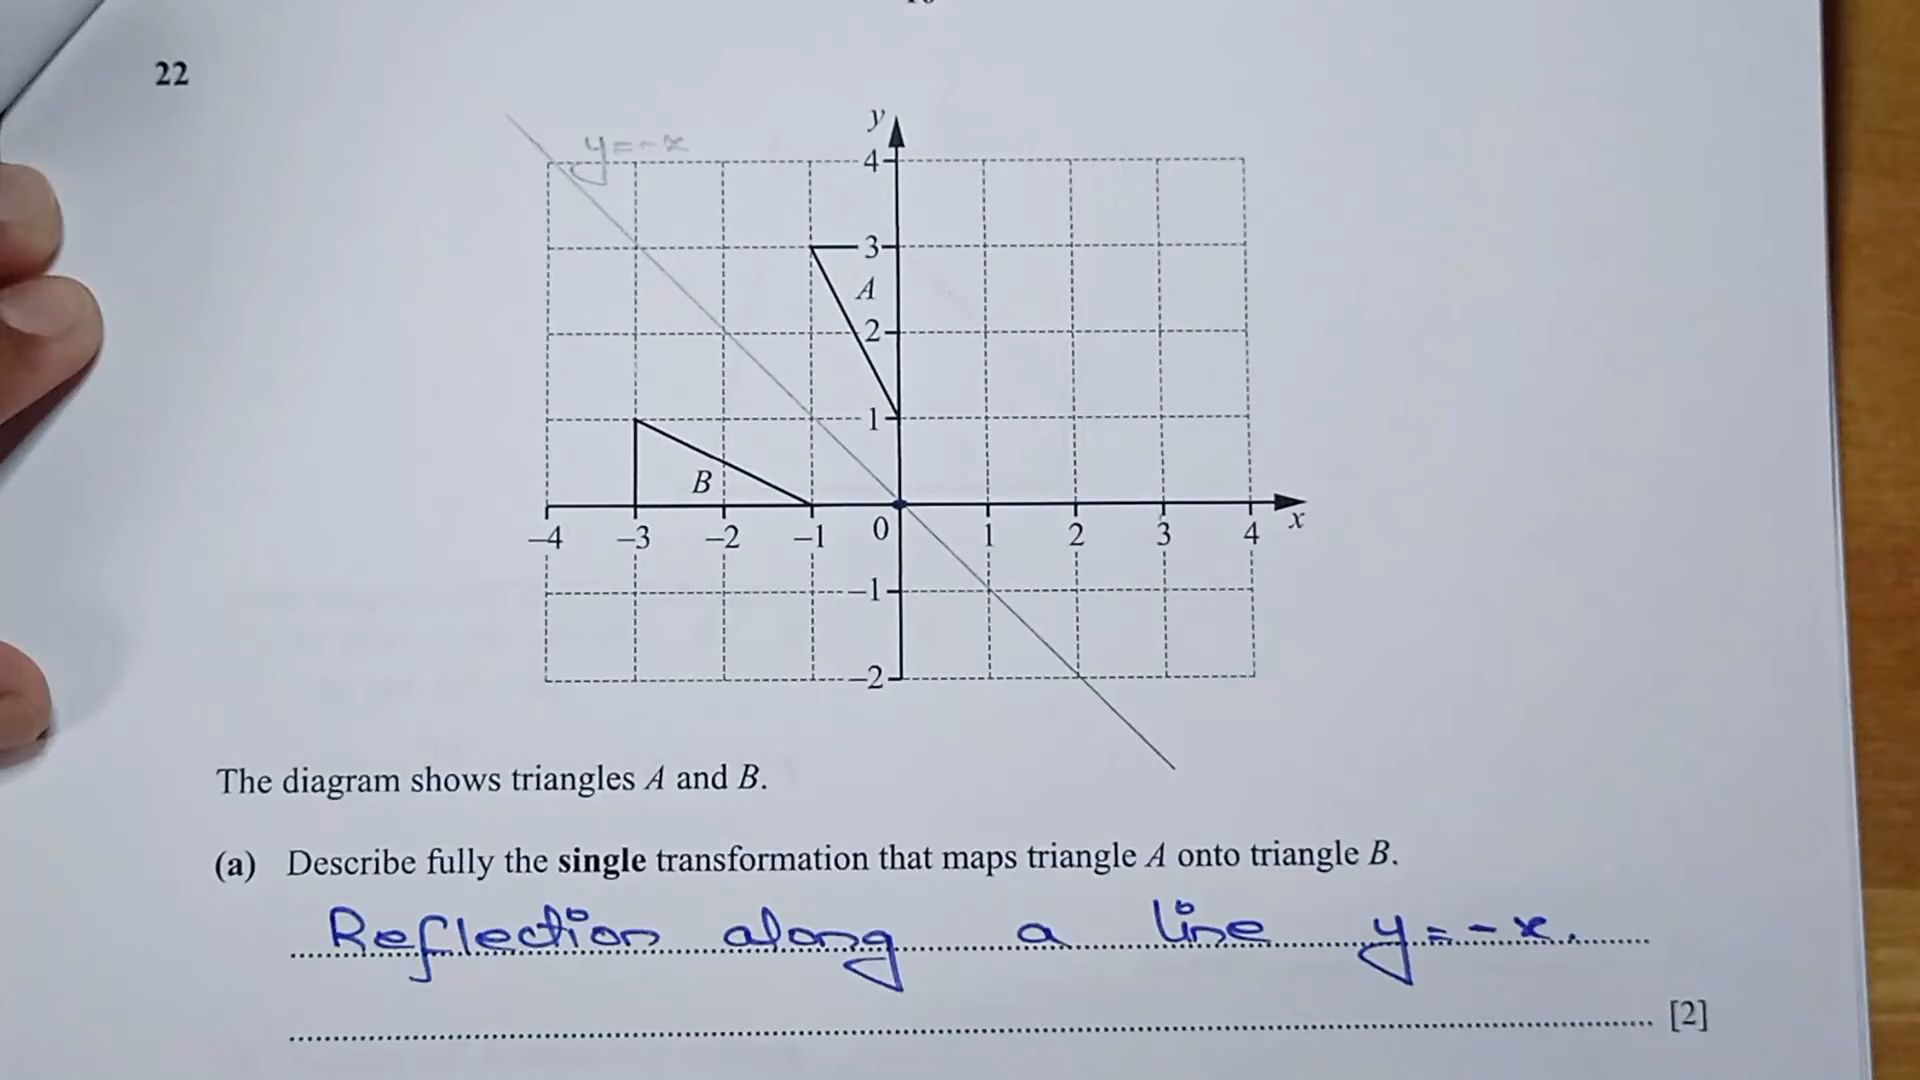 22
y
y=-x
4
3
A
2
1
B
-4 -3 -2 -1 0 1 2 3 4 x
-1
-2
The diagram shows triangles A and B.
(a) Describe fully the single transformation that maps triangle A onto triangle B.
Reflection along a line y=-x.
[2]